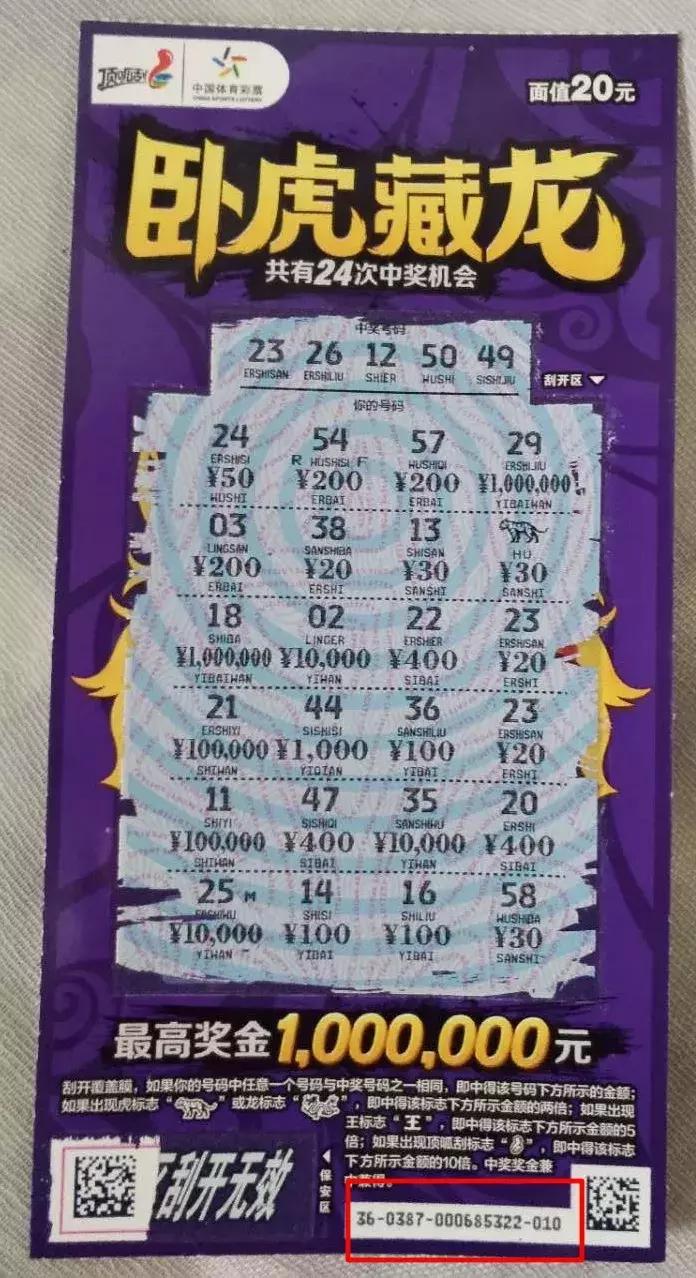 顶呱刮 中国体育彩票 面值20元
CHINA SPORTS LOTTERY
卧虎藏龙
共有24次中奖机会
中奖号码
23 26 12 50 49
ERSHISAN ERSHILIU SHIER WUSHI SISHIJIU
刮开区
你的号码
24 54 57 29
ERSHISI R WUSHISI F WUSHIQI ERSHIJIU
¥50 ¥200 ¥200 ¥1,000,000
WUSHI ERBAI ERBAI YIBAIWAN
03 38 13
LINGSAN SANSHIBA SHISAN HU
¥200 ¥20 ¥30 ¥30
ERBAI ERSHI SANSHI SANSHI
18 02 22 23
SHIBA LINGER ERSHIER ERSHISAN
¥1,000,000 ¥10,000 ¥400 ¥20
YIBAIWAN YIWAN SIBAI ERSHI
21 44 36 23
ERSHIYI SISHISI SANSHILIU ERSHISAN
¥100,000 ¥1,000 ¥100 ¥20
SHIWAN YIQIAN YIBAI ERSHI
11 47 35 20
SHIYI SISHIQI SANSHIWU ERSHI
¥100,000 ¥400 ¥10,000 ¥400
SHIWAN SIBAI YIWAN SIBAI
25 M 14 16 58
ERSHIWU SHISI SHILIU WUSHIBA
¥10,000 ¥100 ¥100 ¥30
YIWAN YIBAI YIBAI SANSHI
最高奖金1,000,000元
刮开覆盖膜，如果你的号码中任意一个号码与中奖号码之一相同，即中得该号码下方所示的金额；
如果出现虎标志“ ”或龙标志“ ”，即中得该标志下方所示金额的两倍；如果出现
王标志“王”，即中得该标志下方所示金额的5
倍；如果出现顶呱刮标志“ ”，即中得该标志
下方所示金额的10倍。中奖奖金兼
中兼得。
刮开无效
保安区
36-0387-000685322-010